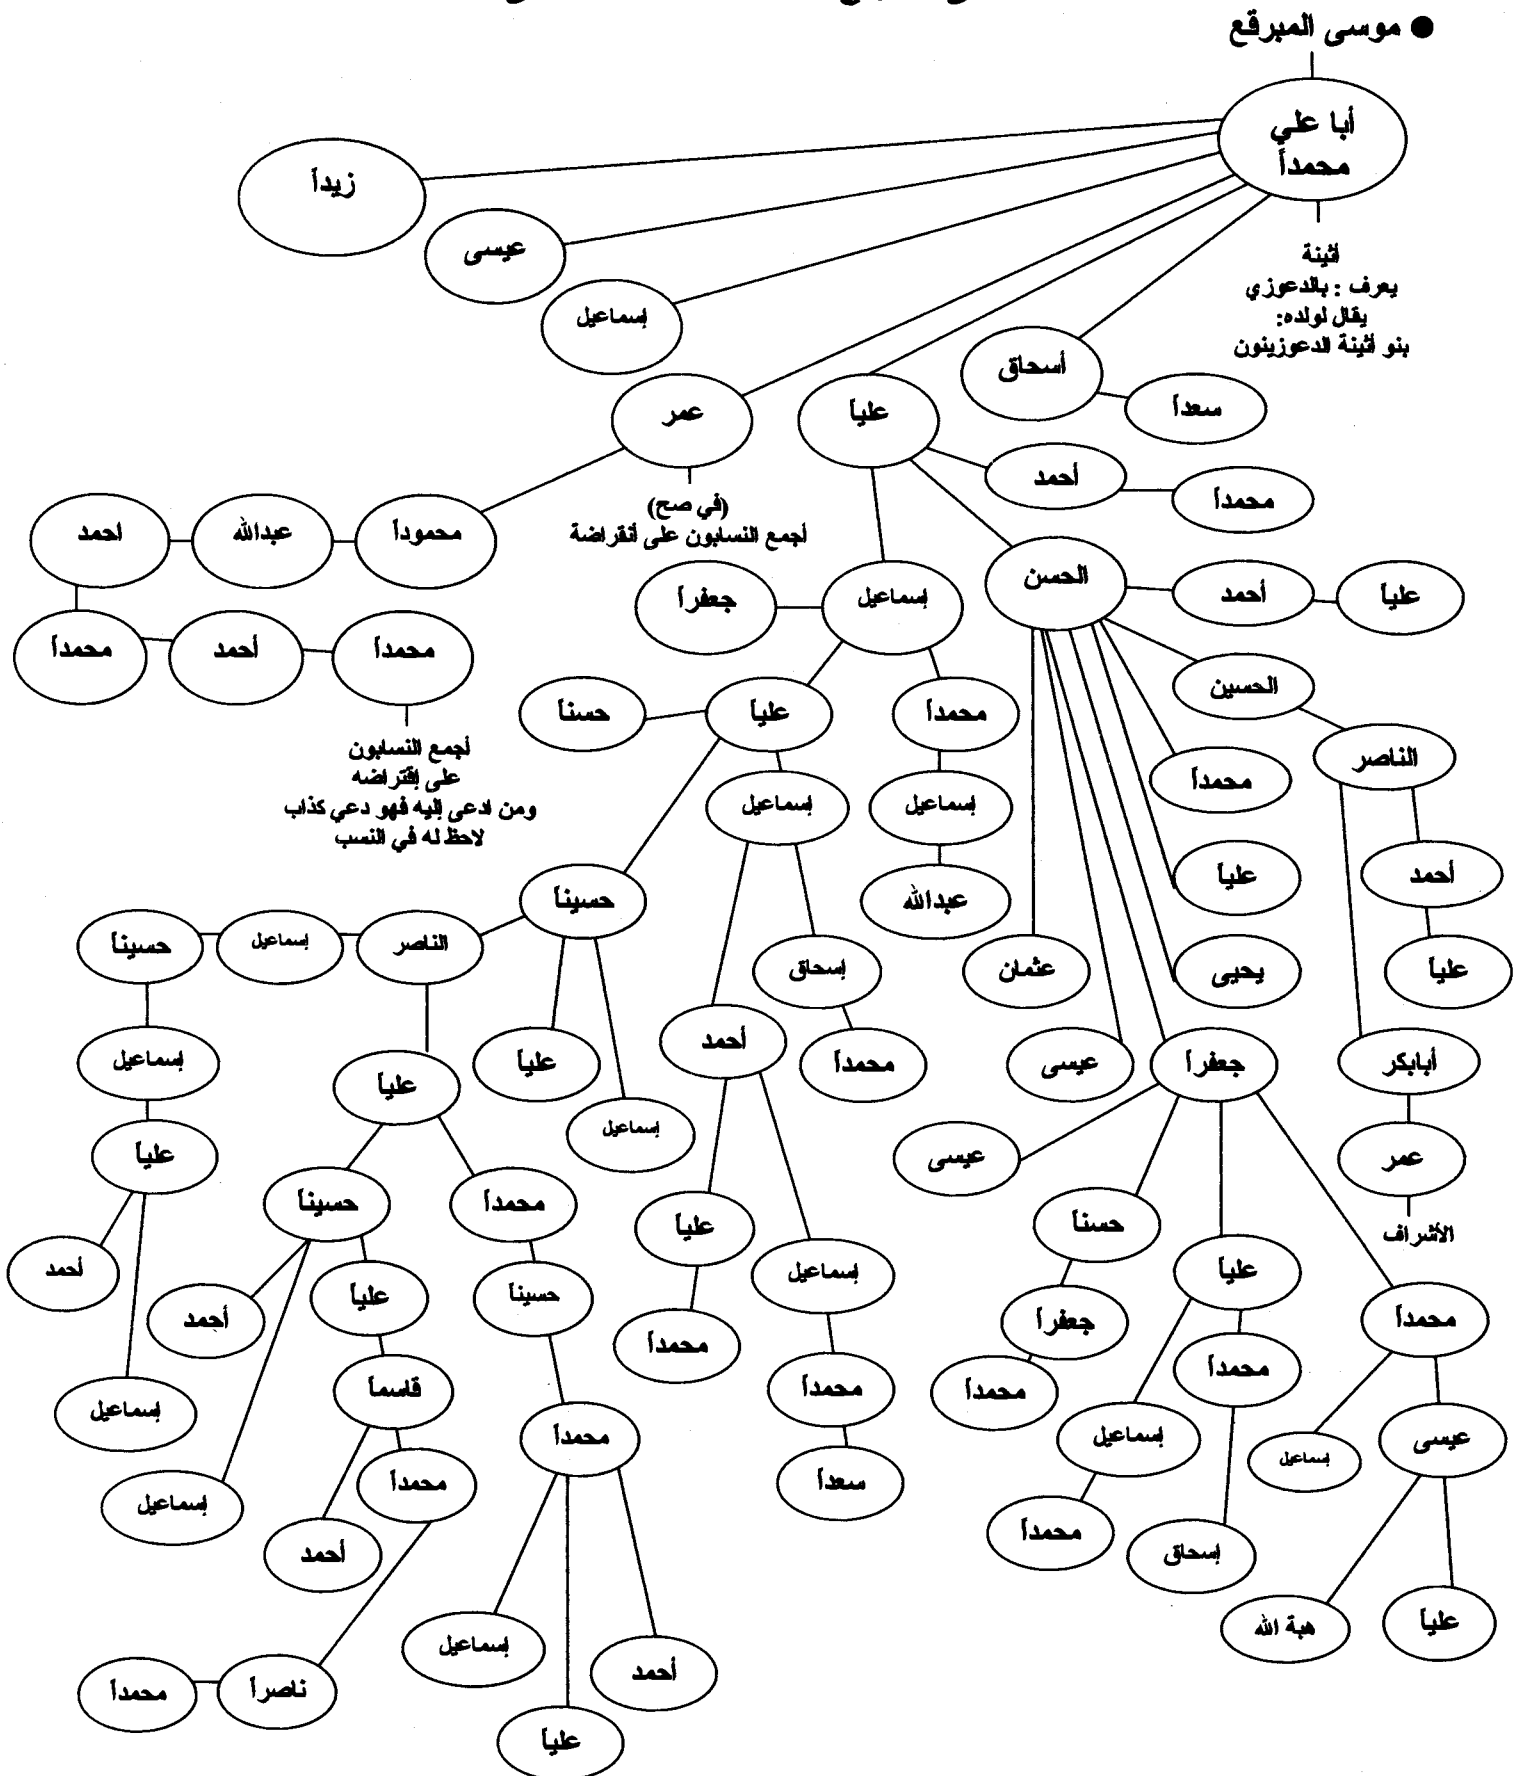 ● موسى المبرقع
أبا علي
محمداً
أثينة
يعرف : بالدعوزي
يقال لولده:
بنو أثينة الدعوزينون
زيداً
عيسى
إسماعيل
أسحاق
سعداً
عمر
علياً
(في صح)
أجمع النسابون على أنقراضة
أحمد
محمداً
محموداً
عبدالله
احمد
محمداً
أحمد
محمداً
أجمع النسابون
على إقتراضه
ومن ادعى إليه فهو دعي كذاب
لاحظ له في النسب
الحسن
أحمد
علياً
إسماعيل
جعفراً
الحسين
الناصر
محمداً
علياً
حسناً
محمداً
إسماعيل
إسماعيل
عبدالله
علياً
أحمد
علياً
يحيى
عثمان
إسحاق
محمداً
حسيناً
الناصر
إسماعيل
حسيناً
إسماعيل
علياً
علياً
إسماعيل
علياً
أحمد
عيسى
جعفراً
أبابكر
عمر
الأشراف
عيسى
حسناً
علياً
محمداً
جعفراً
محمداً
محمداً
إسماعيل
محمداً
إسحاق
إسماعيل
عيسى
هبة الله
علياً
علياً
إسماعيل
محمداً
محمداً
سعداً
حسيناً
محمداً
أحمد
إسماعيل
أحمد
علياً
حسيناً
إسماعيل
قاسماً
محمداً
محمداً
أحمد
إسماعيل
أحمد
علياً
ناصراً
محمداً